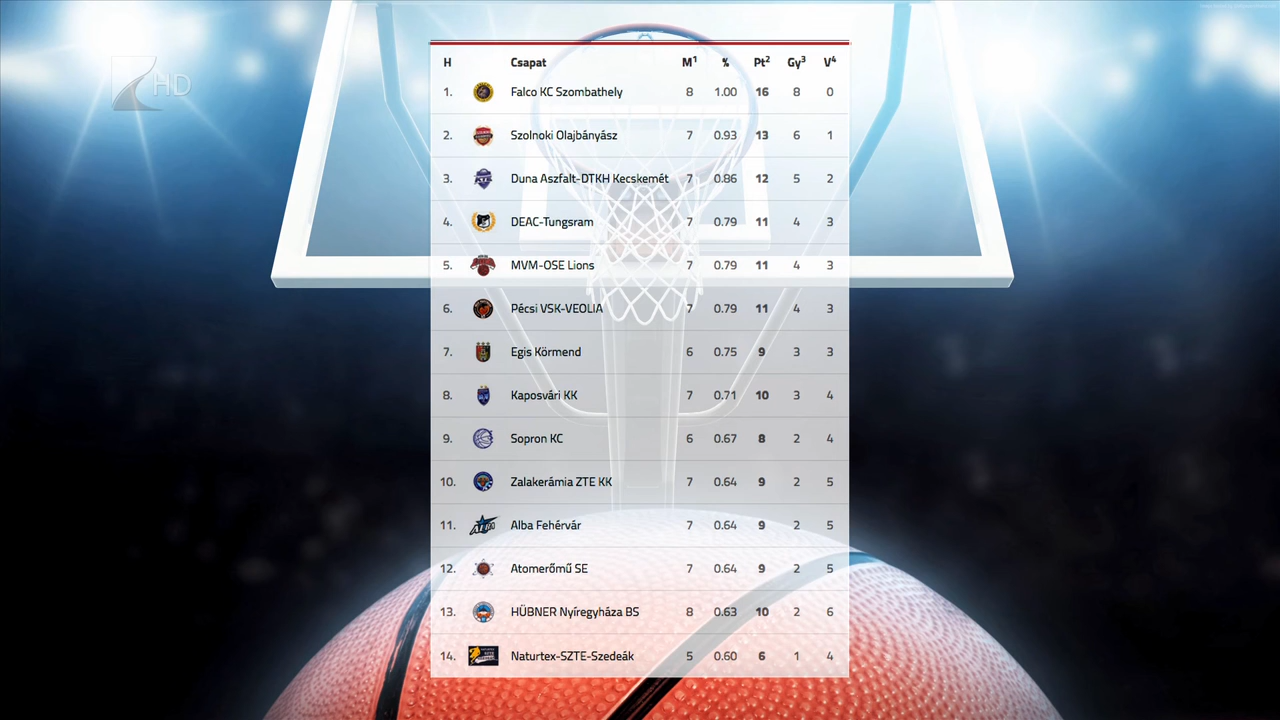 HD
H Csapat M¹ % Pt² Gy³ V⁴
1. Falco KC Szombathely 8 1.00 16 8 0
2. Szolnoki Olajbányász 7 0.93 13 6 1
3. Duna Aszfalt-DTKH Kecskemét 7 0.86 12 5 2
4. DEAC-Tungsram 7 0.79 11 4 3
5. MVM-OSE Lions 7 0.79 11 4 3
6. Pécsi VSK-VEOLIA 7 0.79 11 4 3
7. Egis Körmend 6 0.75 9 3 3
8. Kaposvári KK 7 0.71 10 3 4
9. Sopron KC 6 0.67 8 2 4
10. Zalakerámia ZTE KK 7 0.64 9 2 5
11. Alba Fehérvár 7 0.64 9 2 5
12. Atomerőmű SE 7 0.64 9 2 5
13. HÜBNER Nyíregyháza BS 8 0.63 10 2 6
14. Naturtex-SZTE-Szedeák 5 0.60 6 1 4